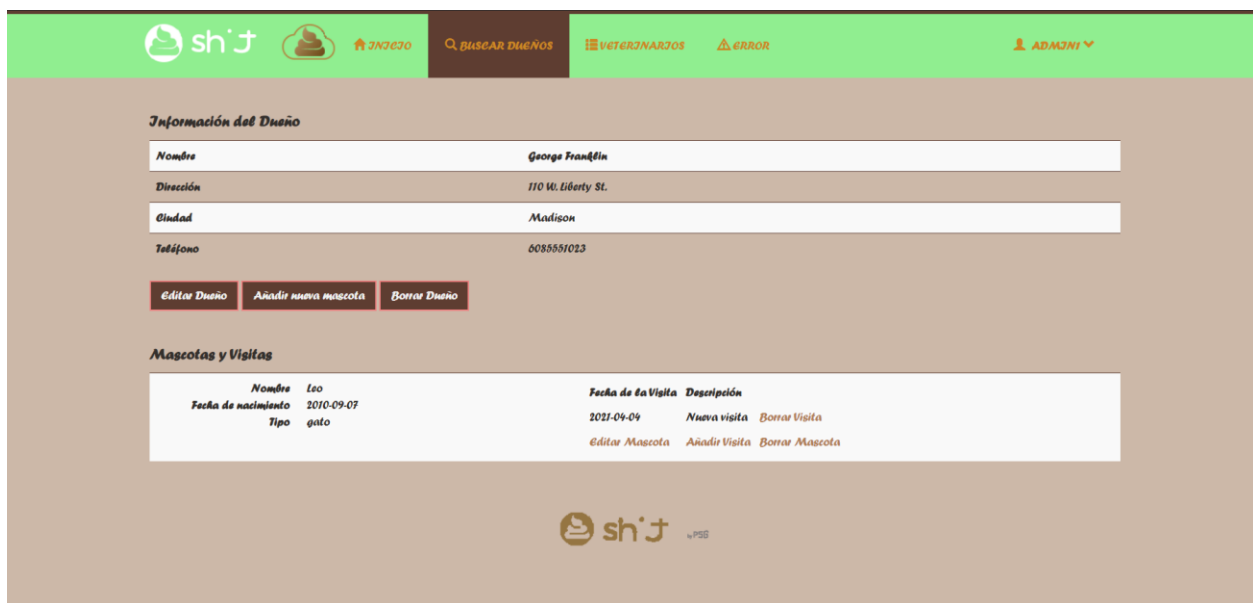 sh't INICIO BUSCAR DUEÑOS VETERINARIOS ERROR ADMIN1
Información del Dueño
Nombre George Franklin
Dirección 110 W. Liberty St.
Ciudad Madison
Teléfono 6085551023
Editar Dueño Añadir nueva mascota Borrar Dueño
Mascotas y Visitas
Nombre Leo
Fecha de nacimiento 2010-09-07
Tipo gato
Fecha de la Visita Descripción
2021-04-04 Nueva visita Borrar Visita
Editar Mascota Añadir Visita Borrar Mascota
sh't by PSG